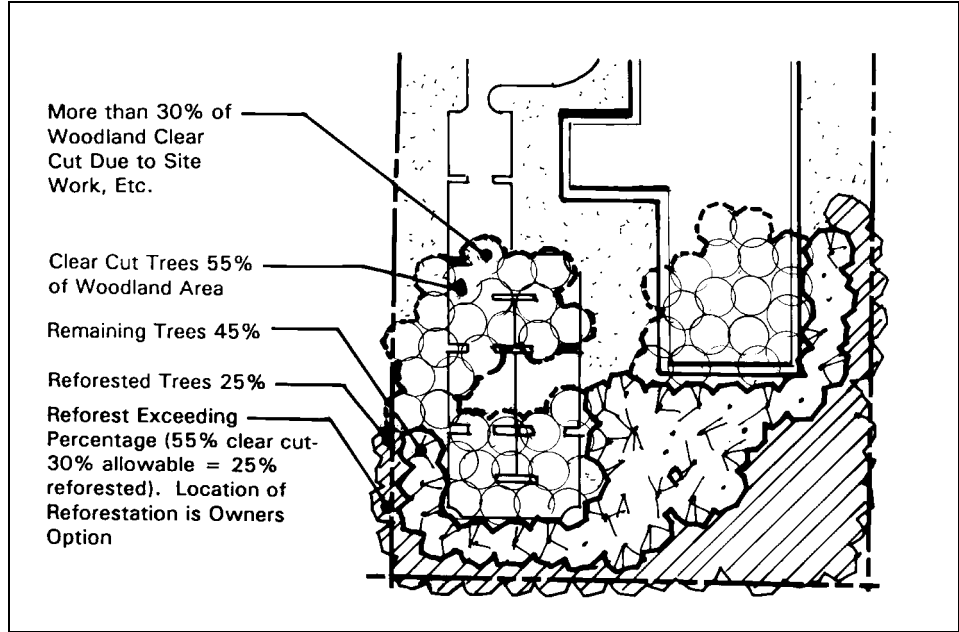 More than 30% of
Woodland Clear
Cut Due to Site
Work, Etc.
Clear Cut Trees 55%
of Woodland Area
Remaining Trees 45%
Reforested Trees 25%
Reforest Exceeding
Percentage (55% clear cut-
30% allowable = 25%
reforested). Location of
Reforestation is Owners
Option